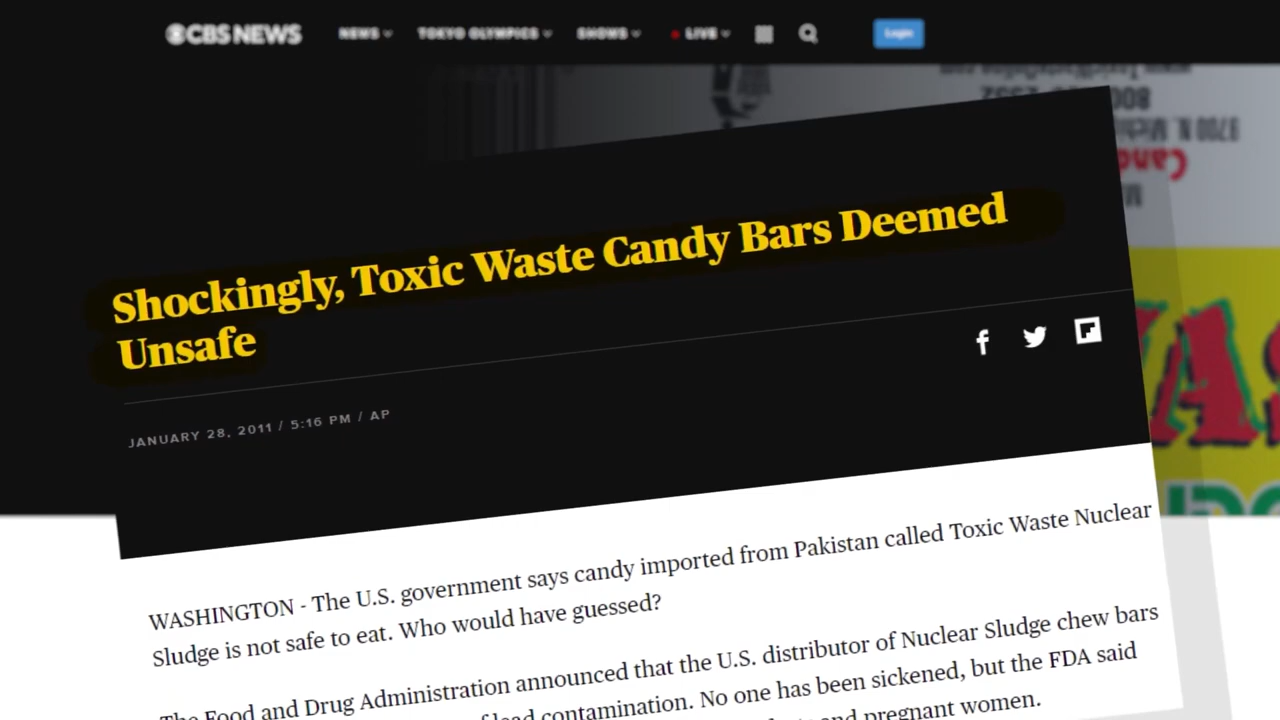 CBS NEWS
NEWS TOKYO OLYMPICS SHOWS LIVE Login
Shockingly, Toxic Waste Candy Bars Deemed
Unsafe
JANUARY 28, 2011 / 5:16 PM / AP
WASHINGTON - The U.S. government says candy imported from Pakistan called Toxic Waste Nuclear
Sludge is not safe to eat. Who would have guessed?
The Food and Drug Administration announced that the U.S. distributor of Nuclear Sludge chew bars
lead contamination. No one has been sickened, but the FDA said
and pregnant women.